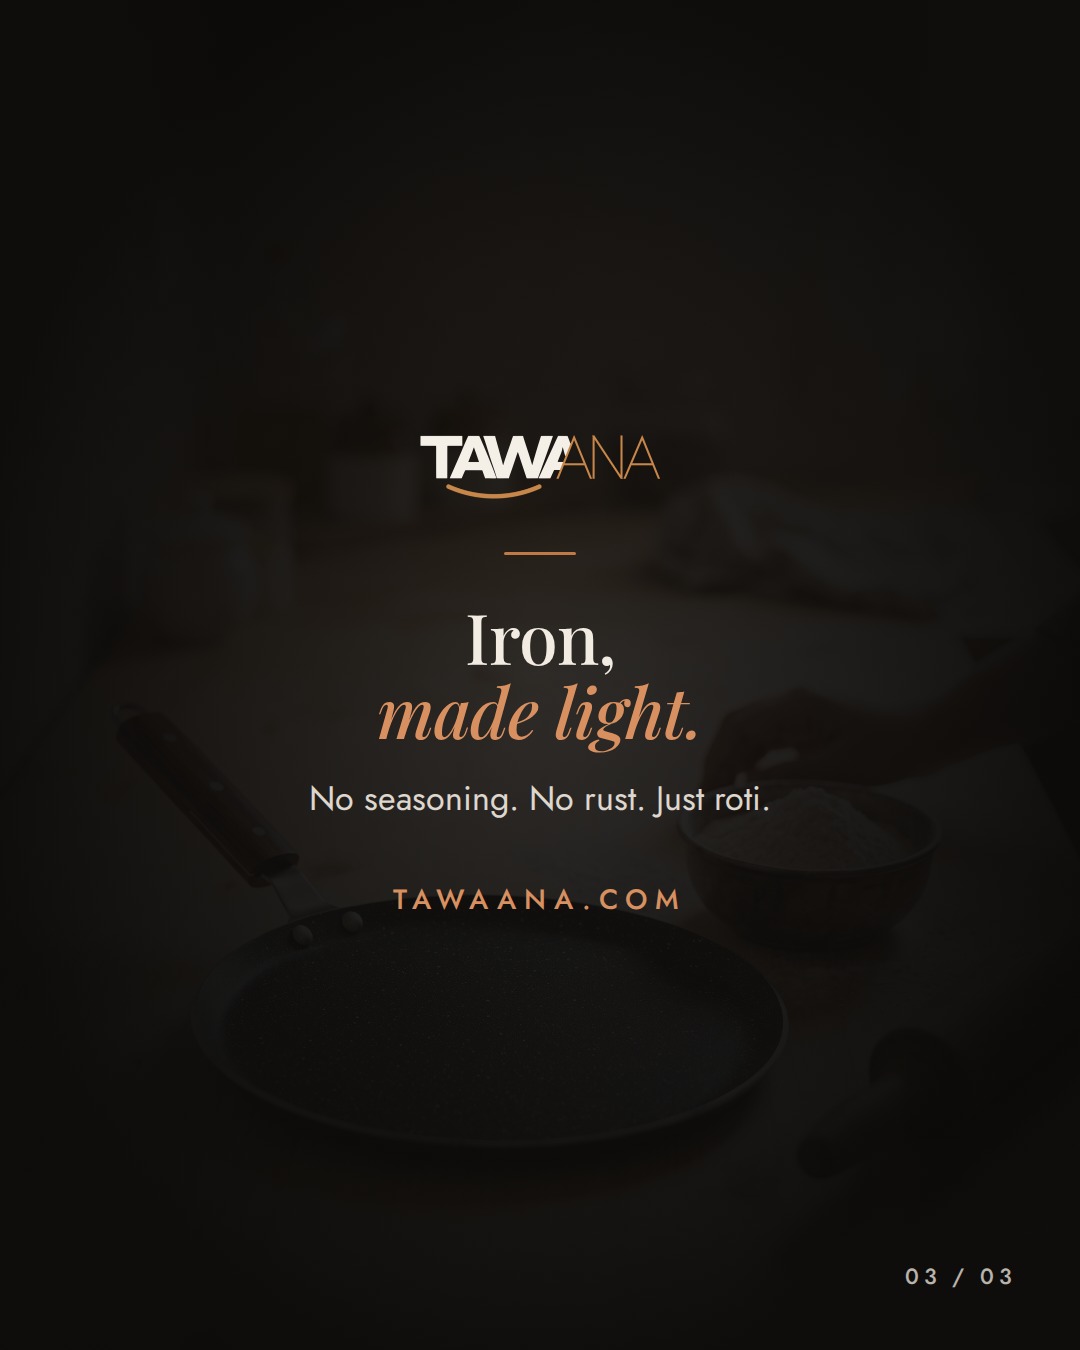 TAWAANA
Iron,
made light.
No seasoning. No rust. Just roti.
TAWAANA.COM
03 / 03